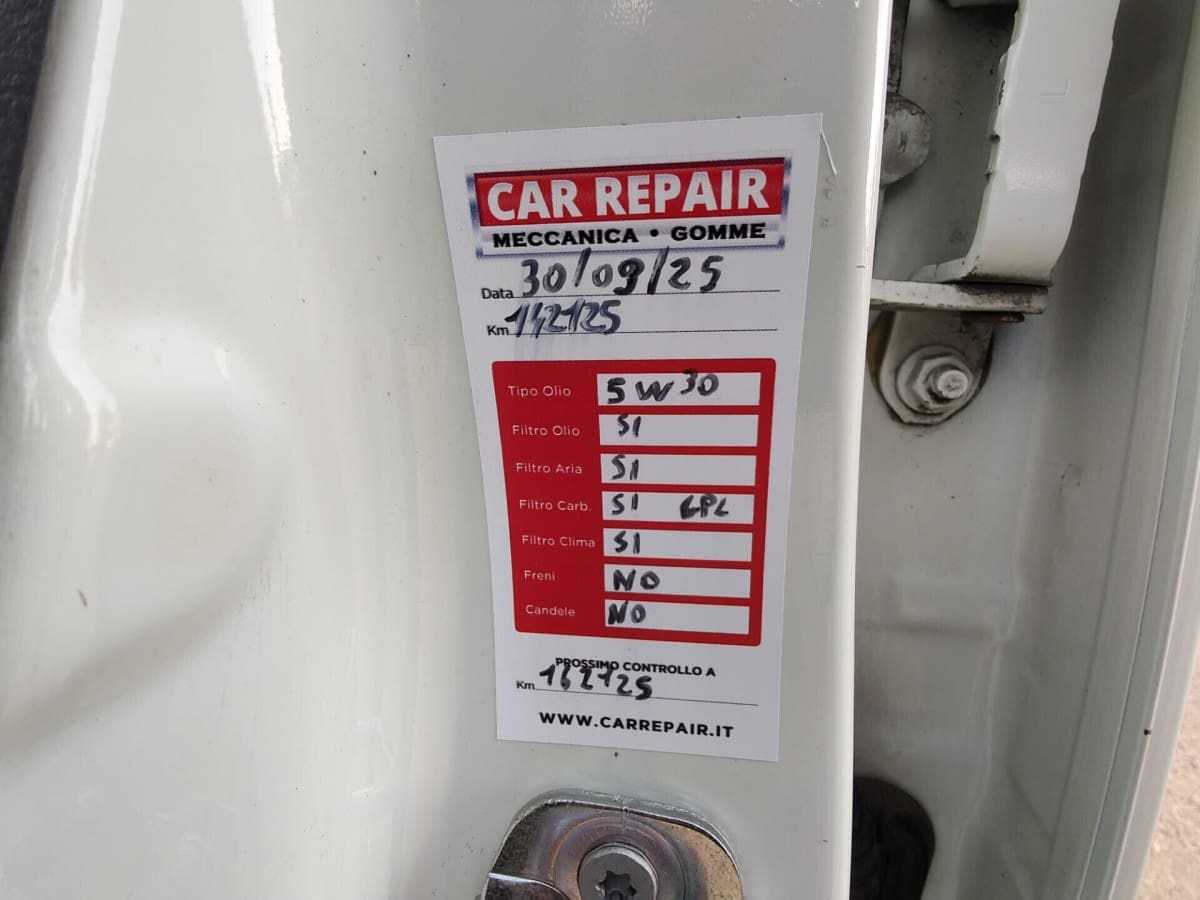 CAR REPAIR
MECCANICA • GOMME
Data 30/09/25
Km 142125
Tipo Olio 5W30
Filtro Olio SI
Filtro Aria SI
Filtro Carb. SI GPL
Filtro Clima SI
Freni NO
Candele NO
PROSSIMO CONTROLLO A
Km 162125
WWW.CARREPAIR.IT